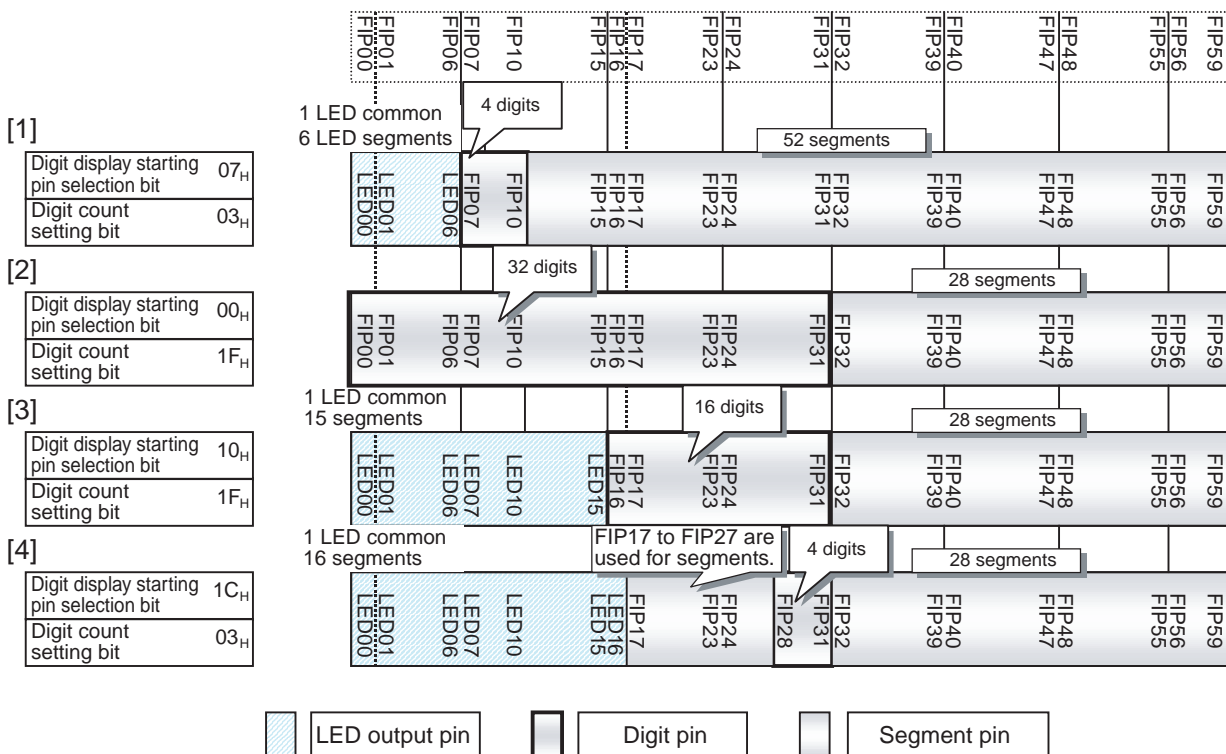 FIP00 FIP01 FIP06 FIP07 FIP10 FIP15 FIP16 FIP17 FIP23 FIP24 FIP31 FIP32 FIP39 FIP40 FIP47 FIP48 FIP55 FIP56 FIP59
[1]
1 LED common
6 LED segments
4 digits
52 segments
Digit display starting
pin selection bit
07H
Digit count
setting bit
03H
LED00 LED01 LED06 FIP07 FIP10 FIP15 FIP16 FIP17 FIP23 FIP24 FIP31 FIP32 FIP39 FIP40 FIP47 FIP48 FIP55 FIP56 FIP59
[2]
32 digits
28 segments
Digit display starting
pin selection bit
00H
Digit count
setting bit
1FH
FIP00 FIP01 FIP06 FIP07 FIP10 FIP15 FIP16 FIP17 FIP23 FIP24 FIP31 FIP32 FIP39 FIP40 FIP47 FIP48 FIP55 FIP56 FIP59
[3]
1 LED common
15 segments
16 digits
28 segments
Digit display starting
pin selection bit
10H
Digit count
setting bit
1FH
LED00 LED01 LED06 LED07 LED10 LED15 FIP16 FIP17 FIP23 FIP24 FIP31 FIP32 FIP39 FIP40 FIP47 FIP48 FIP55 FIP56 FIP59
[4]
1 LED common
16 segments
FIP17 to FIP27 are
used for segments.
4 digits
28 segments
Digit display starting
pin selection bit
1CH
Digit count
setting bit
03H
LED00 LED01 LED06 LED07 LED10 LED15 LED16 FIP17 FIP23 FIP24 FIP28 FIP31 FIP32 FIP39 FIP40 FIP47 FIP48 FIP55 FIP56 FIP59
LED output pin
Digit pin
Segment pin